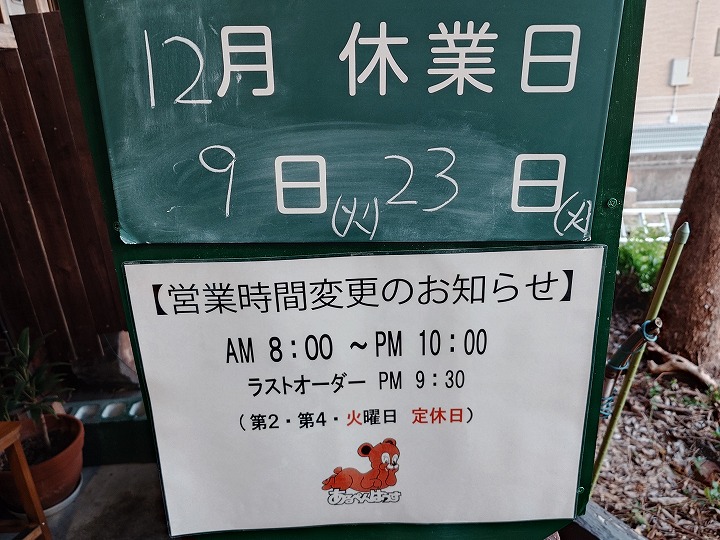 12月 休業日
9日(火) 23日(火)
【営業時間変更のお知らせ】
AM 8：00 ～PM 10：00
ラストオーダー PM 9：30
(第2・第4・火曜日 定休日)